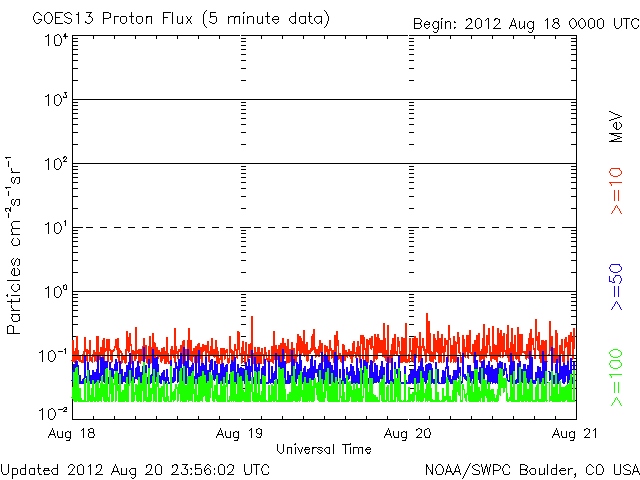 GOES13 Proton Flux (5 minute data)
Begin: 2012 Aug 18 0000 UTC
Particles cm⁻²s⁻¹sr⁻¹
10⁴
10³
10²
10¹
10⁰
10⁻¹
10⁻²
MeV
>=10
>=50
>=100
Aug 18
Aug 19
Aug 20
Aug 21
Universal Time
Updated 2012 Aug 20 23:56:02 UTC
NOAA/SWPC Boulder, CO USA